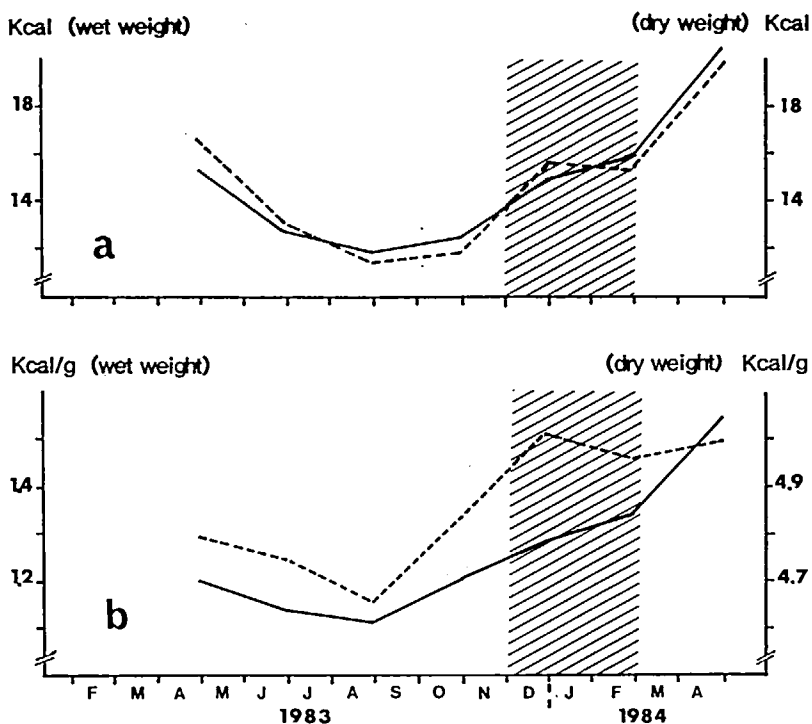 Kcal (wet weight) (dry weight) Kcal
18 18
14 14
a
Kcal/g (wet weight) (dry weight) Kcal/g
1.4 4.9
1.2 4.7
b
F M A M J J A S O N D J F M A
1983 1984